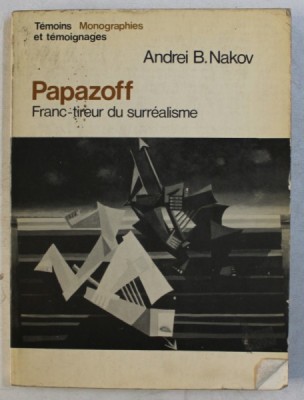 Témoins Monographies
et témoignages
Andrei B.Nakov
Papazoff
Franc-tireur du surréalisme